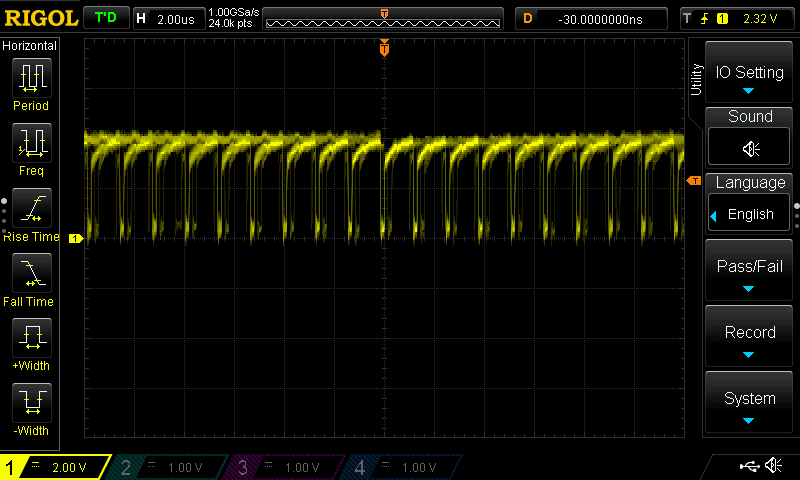 RIGOL T'D H 2.00us 1.00GSa/s 24.0k pts T D -30.0000000ns T 1 2.32 V
Horizontal
Period
Freq
Rise Time
Fall Time
+Width
-Width
T
T
1
Utility
IO Setting
Sound
Language
English
Pass/Fail
Record
System
1 2.00 V 2 1.00 V 3 1.00 V 4 1.00 V